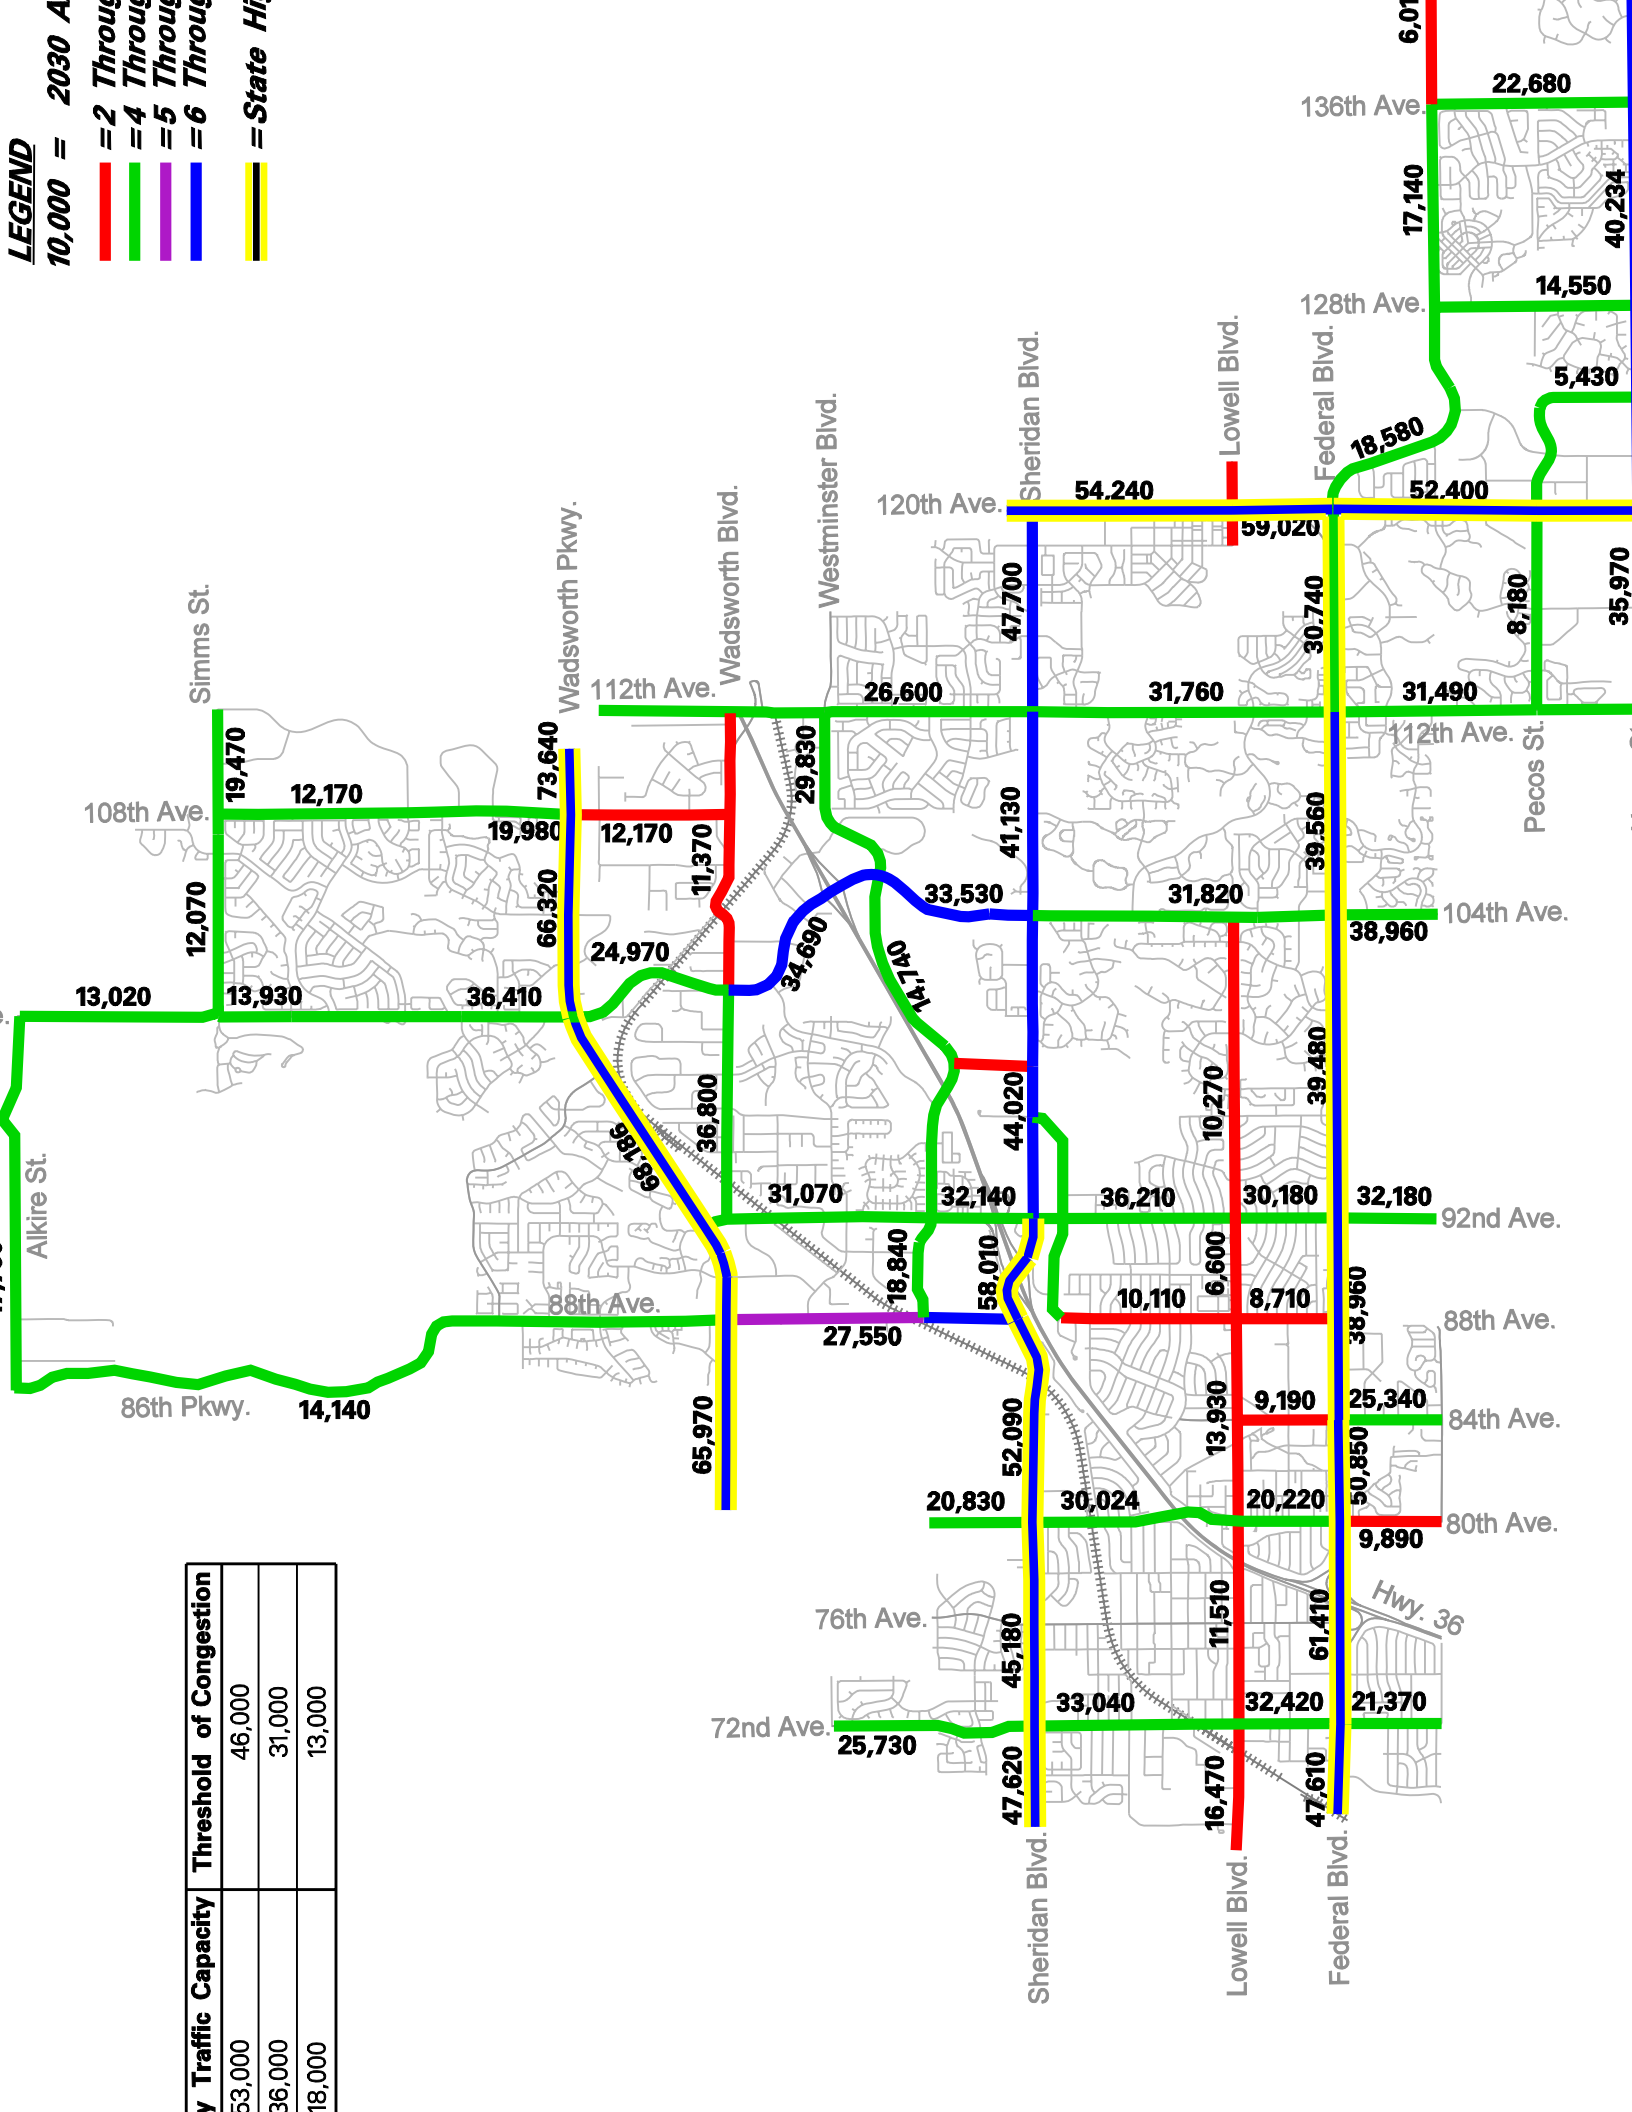 LEGEND
10,000 = 2030
=2
=4
=5
=6
=State
136th Ave.
22,680
17,140
40,234
128th Ave.
14,550
5,430
18,580
Sheridan Blvd.
Lowell Blvd.
Federal Blvd.
120th Ave.
54,240
52,400
59,020
Westminster Blvd.
Wadsworth Blvd.
Wadsworth Pkwy.
Simms St.
47,700
30,740
8,180
35,970
112th Ave.
26,600
31,760
31,490
112th Ave.
Pecos St.
19,470
73,640
29,830
108th Ave.
12,170
19,980
12,170
11,370
41,130
39,560
12,070
66,320
33,530
31,820
104th Ave.
38,960
24,970
34,690
14,740
13,020
13,930
36,410
36,800
44,020
10,270
39,480
68,186
Alkire St.
31,070
32,140
36,210
30,180
32,180
92nd Ave.
18,840
58,010
6,600
88th Ave.
27,550
10,110
8,710
38,960
88th Ave.
86th Pkwy.
14,140
65,970
52,090
13,930
9,190
25,340
84th Ave.
50,850
20,830
30,024
20,220
80th Ave.
9,890
Hwy. 36
76th Ave.
45,180
11,510
61,410
72nd Ave.
25,730
33,040
32,420
21,370
47,620
16,470
47,610
Sheridan Blvd.
Lowell Blvd.
Federal Blvd.
Traffic Capacity Threshold of Congestion
53,000 46,000
36,000 31,000
18,000 13,000